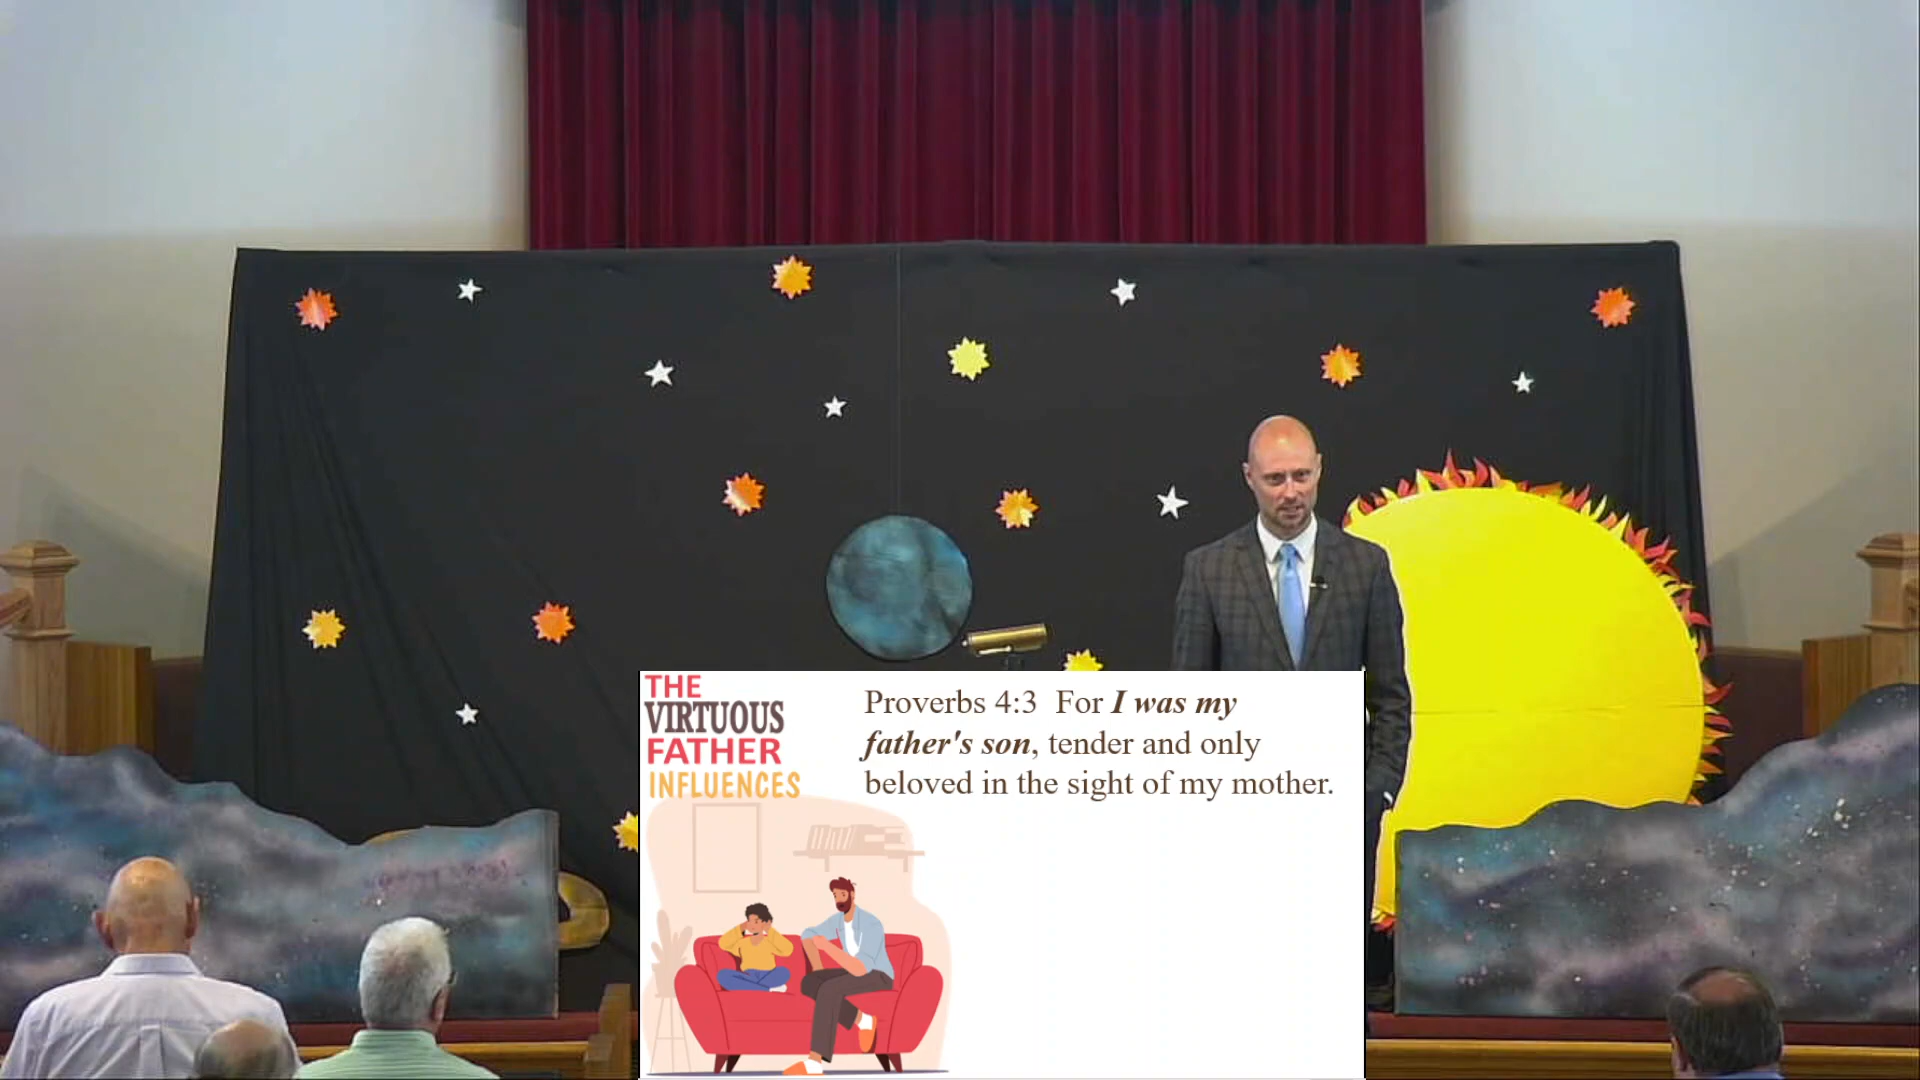 THE
VIRTUOUS
FATHER
INFLUENCES
Proverbs 4:3  For I was my
father's son, tender and only
beloved in the sight of my mother.